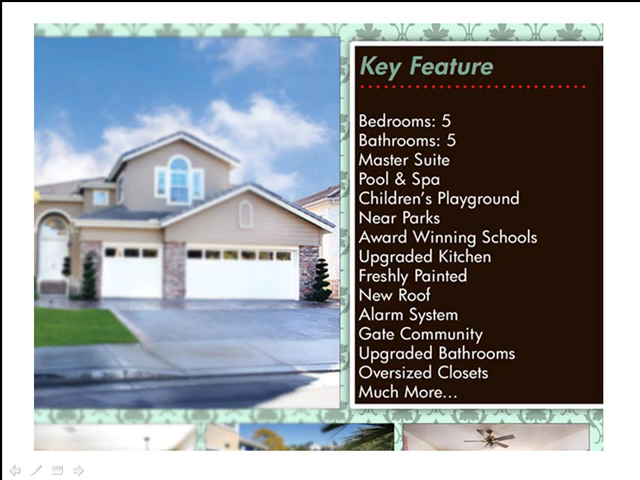 Key Feature
Bedrooms: 5
Bathrooms: 5
Master Suite
Pool & Spa
Children's Playground
Near Parks
Award Winning Schools
Upgraded Kitchen
Freshly Painted
New Roof
Alarm System
Gate Community
Upgraded Bathrooms
Oversized Closets
Much More...